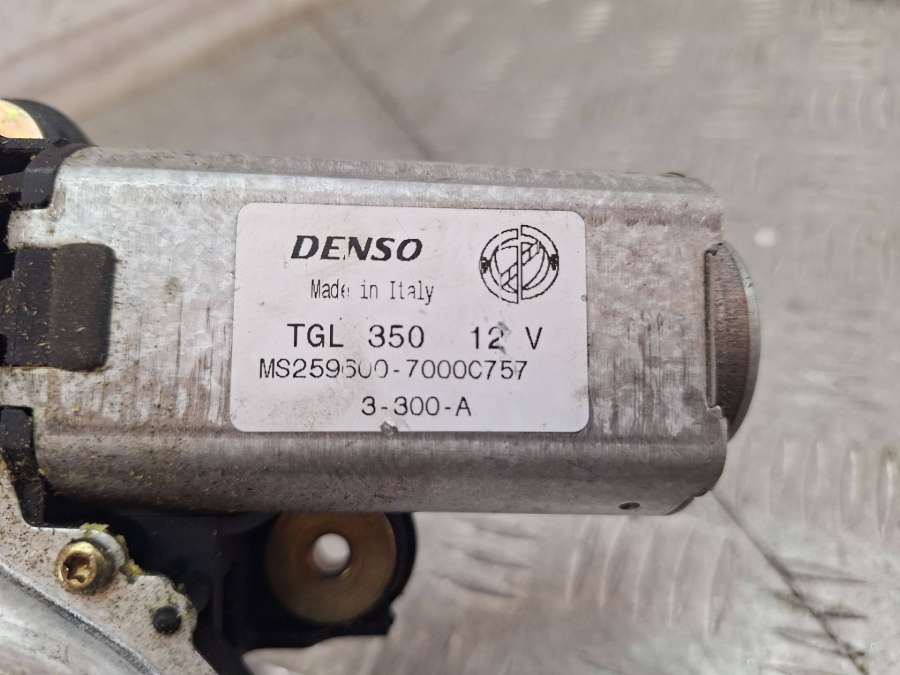 DENSO
Made in Italy
TGL 350 12 V
MS259600-7000C757
3-300-A